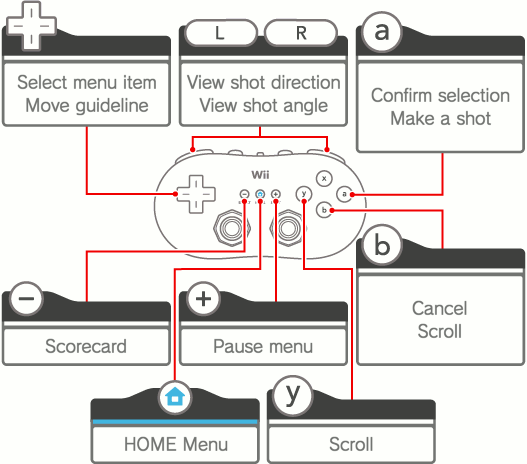 L R
a
Select menu item
Move guideline
View shot direction
View shot angle
Confirm selection
Make a shot
Wii
x
y
a
b
b
Cancel
Scroll
Scorecard
Pause menu
y
HOME Menu
Scroll